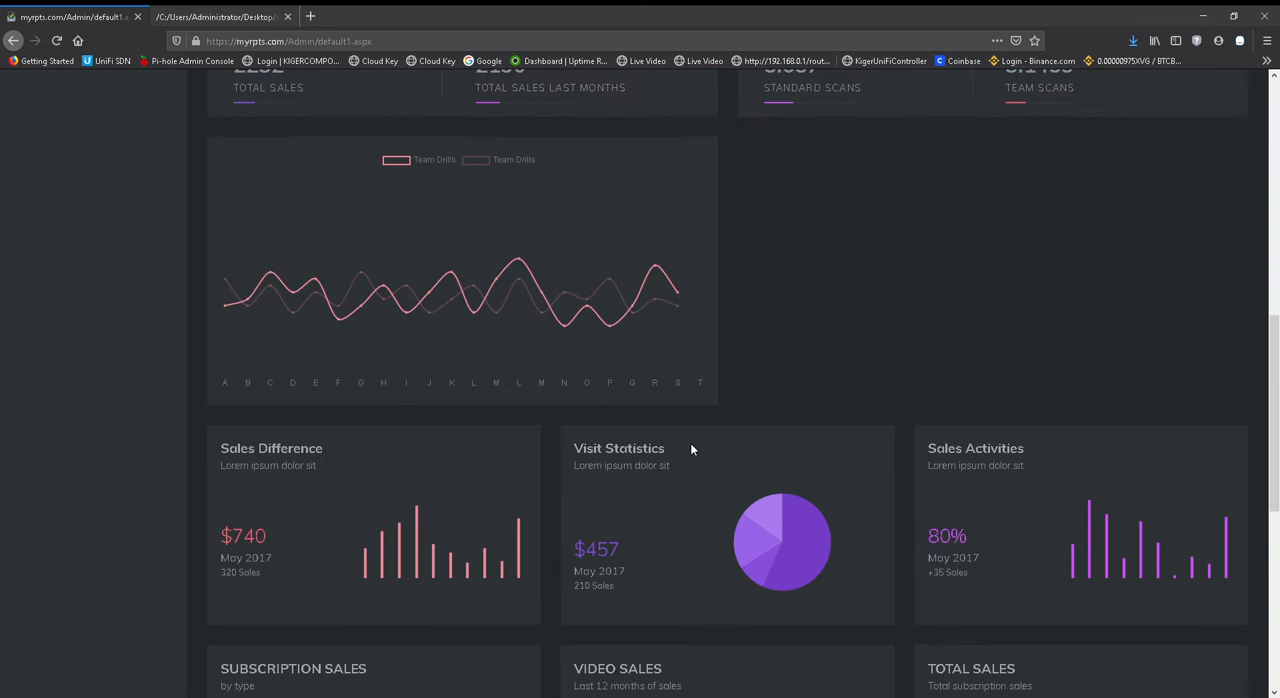 myrpts.com/Admin/default1.a
/C:/Users/Administrator/Desktop/
https://myrpts.com/Admin/default1.aspx
Getting Started UniFi SDN Pi-hole Admin Console Login | KIGERCOMPO... Cloud Key Cloud Key Google Dashboard | Uptime R... Live Video Live Video http://192.168.0.1/rout... KigerUniFiController Coinbase Login - Binance.com 0.00000975XVG / BTCB...
TOTAL SALES TOTAL SALES LAST MONTHS STANDARD SCANS TEAM SCANS
Team Drills Team Drills
A B C D E F G H I J K L M L M N O P Q R S T
Sales Difference
Lorem ipsum dolor sit
$740
May 2017
320 Sales
Visit Statistics
Lorem ipsum dolor sit
$457
May 2017
210 Sales
Sales Activities
Lorem ipsum dolor sit
80%
May 2017
+35 Sales
SUBSCRIPTION SALES
by type
VIDEO SALES
Last 12 months of sales
TOTAL SALES
Total subscription sales